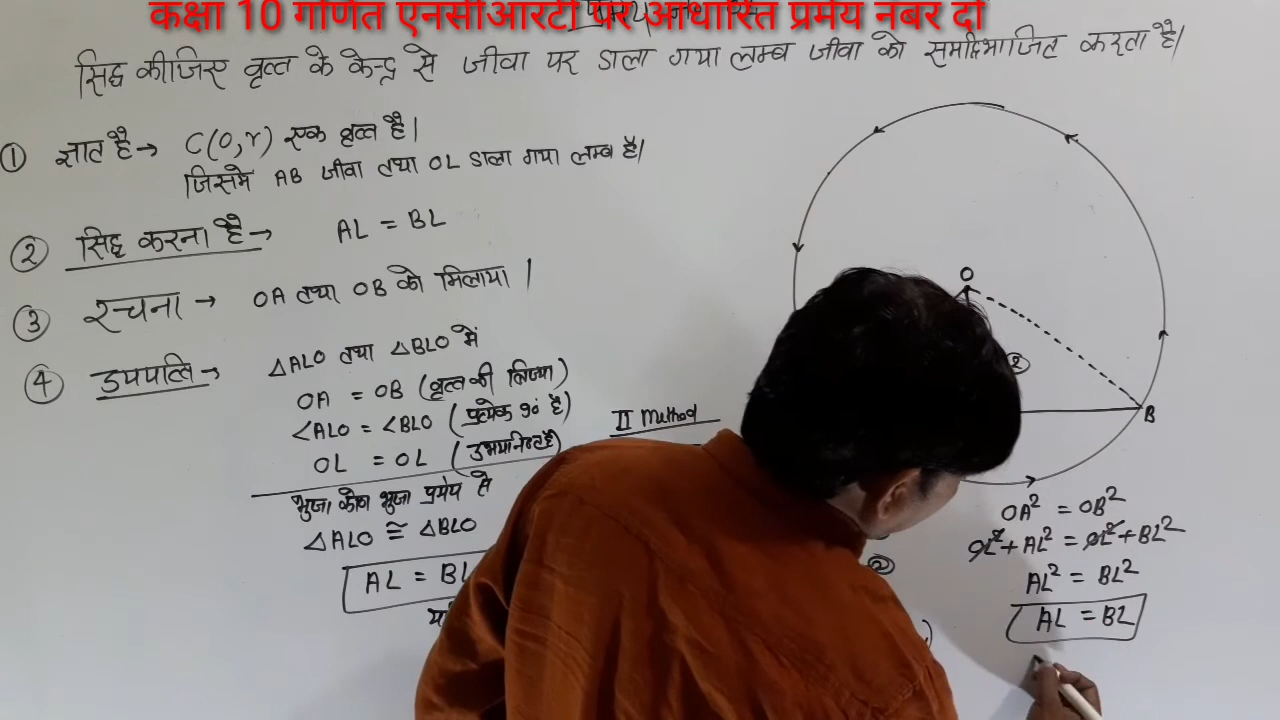 कक्षा 10 गणित एनसीआरटी पर आधारित प्रमेय नंबर दो
सिद्ध कीजिए वृत्त के केन्द्र से जीवा पर डाला गया लम्ब जीवा को समद्विभाजित करता है।
① ज्ञात है → C(O,r) एक वृत्त है।
जिसमे AB जीवा तथा OL डाला गया लम्ब है।
② सिद्ध करना है → AL = BL
③ रचना → OA तथा OB को मिलाया।
④ उपपत्ति → △ALO तथा △BLO में
OA = OB (वृत्त की त्रिज्या)
∠ALO = ∠BLO (प्रत्येक 90° है)
OL = OL (उभयनिष्ठ है)
भुजा कोण भुजा प्रमेय से
△ALO ≅ △BLO
AL = BL
II Method
O
②
B
OA² = OB²
OL² + AL² = OL² + BL²
AL² = BL²
AL = BL
②